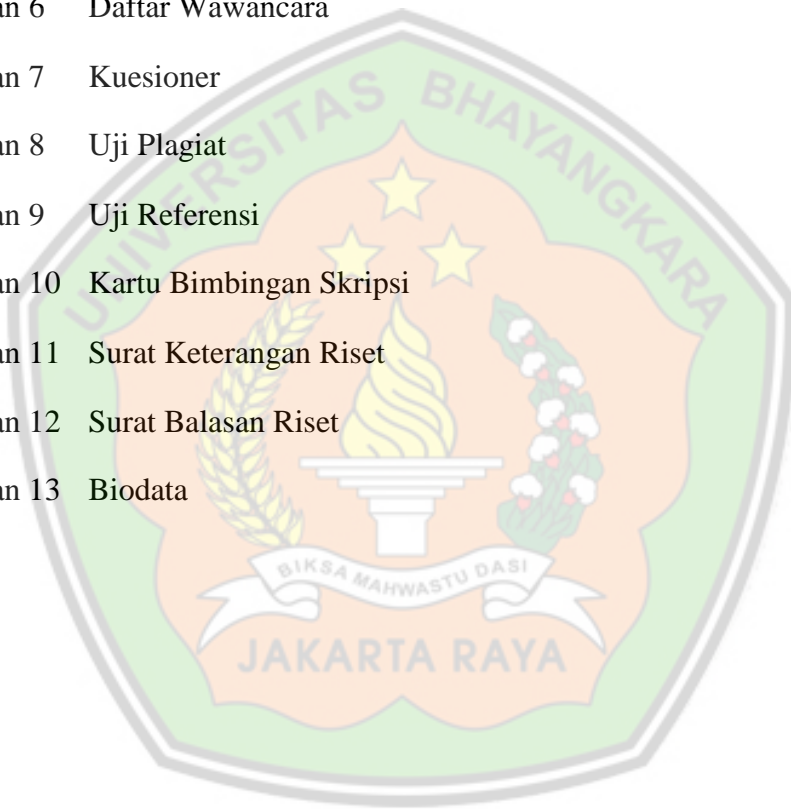 an 6 Daftar Wawancara
an 7 Kuesioner
an 8 Uji Plagiat
an 9 Uji Referensi
an 10 Kartu Bimbingan Skripsi
an 11 Surat Keterangan Riset
an 12 Surat Balasan Riset
an 13 Biodata
UNIVERSITAS BHAYANGKARA
BIKSA MAHWASTU DASI
JAKARTA RAYA